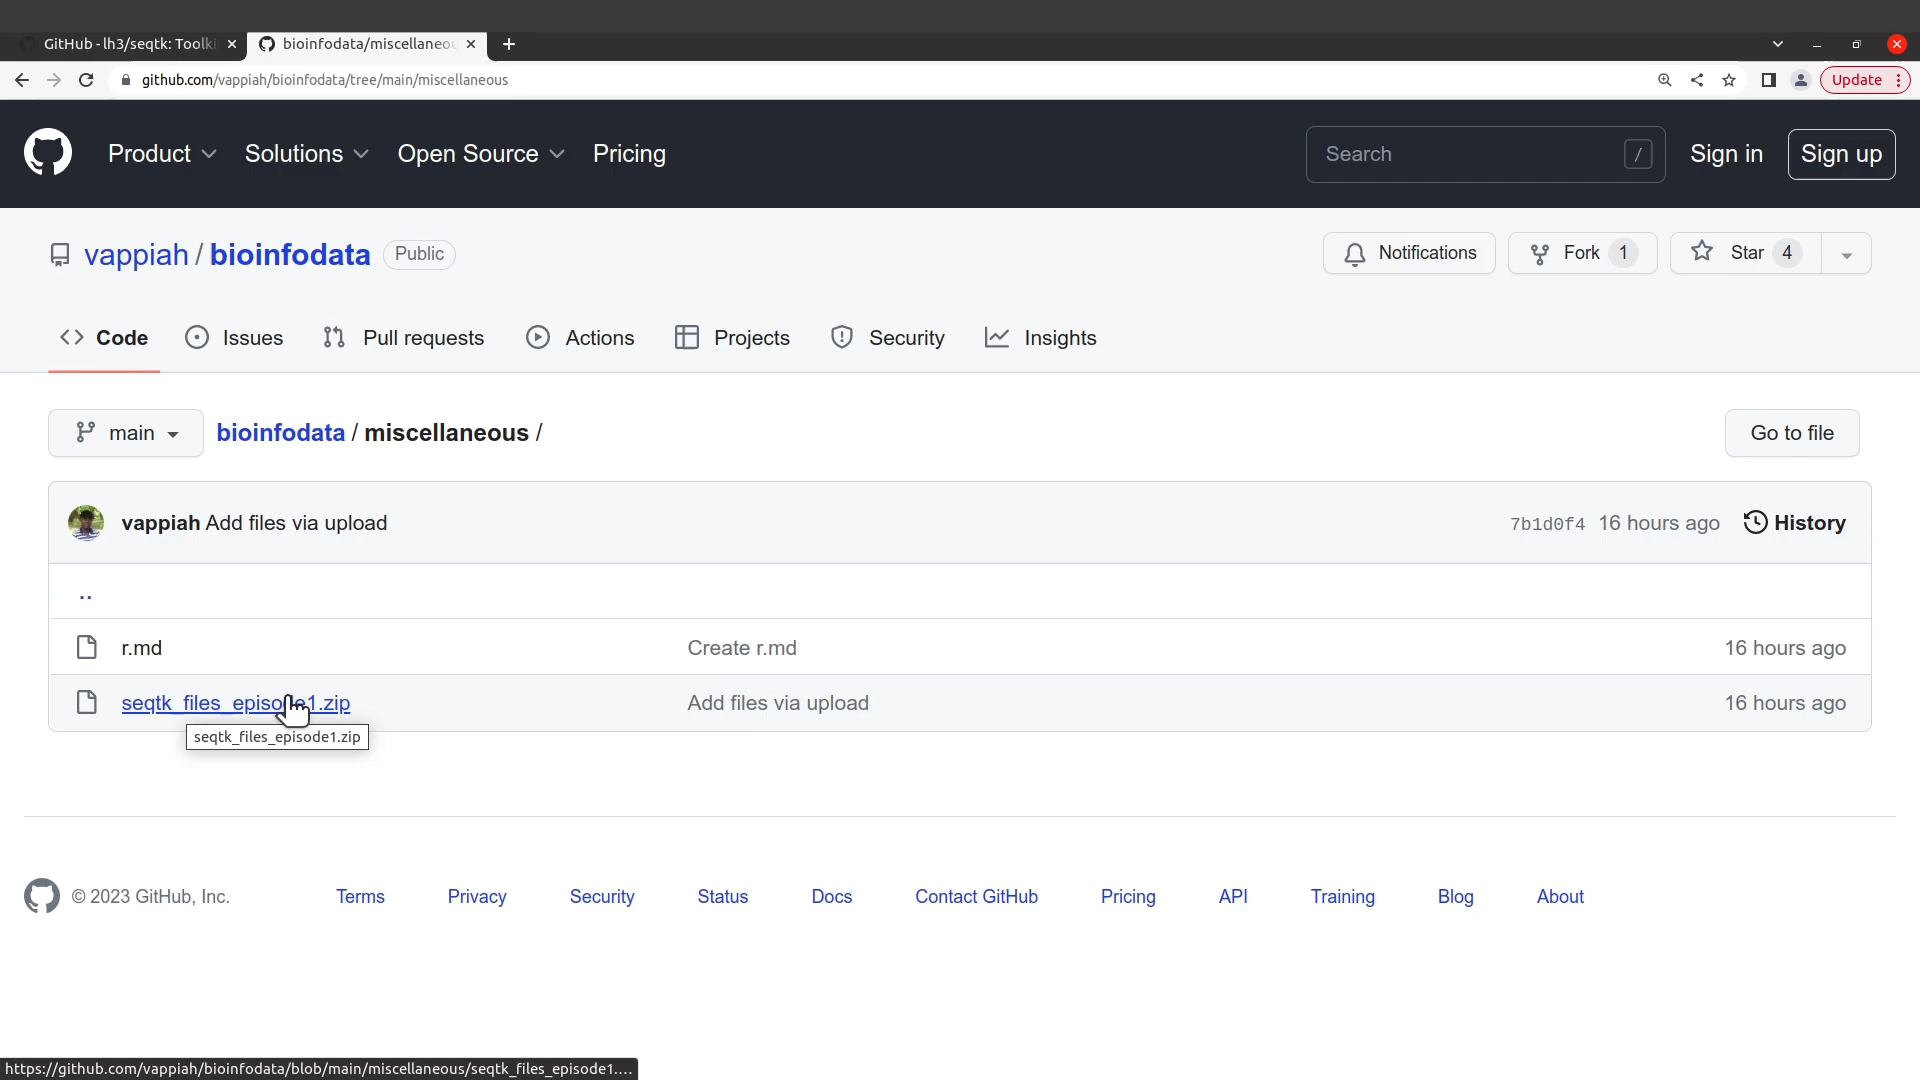 GitHub - lh3/seqtk: Toolki
bioinfodata/miscellaneou
github.com/vappiah/bioinfodata/tree/main/miscellaneous
Update
Product Solutions Open Source Pricing
Search /
Sign in
Sign up
vappiah / bioinfodata Public
Notifications
Fork 1
Star 4
Code Issues Pull requests Actions Projects Security Insights
main
bioinfodata / miscellaneous /
Go to file
vappiah Add files via upload 7b1d0f4 16 hours ago History
..
r.md Create r.md 16 hours ago
seqtk_files_episode1.zip Add files via upload 16 hours ago
seqtk_files_episode1.zip
© 2023 GitHub, Inc. Terms Privacy Security Status Docs Contact GitHub Pricing API Training Blog About
https://github.com/vappiah/bioinfodata/blob/main/miscellaneous/seqtk_files_episode1....